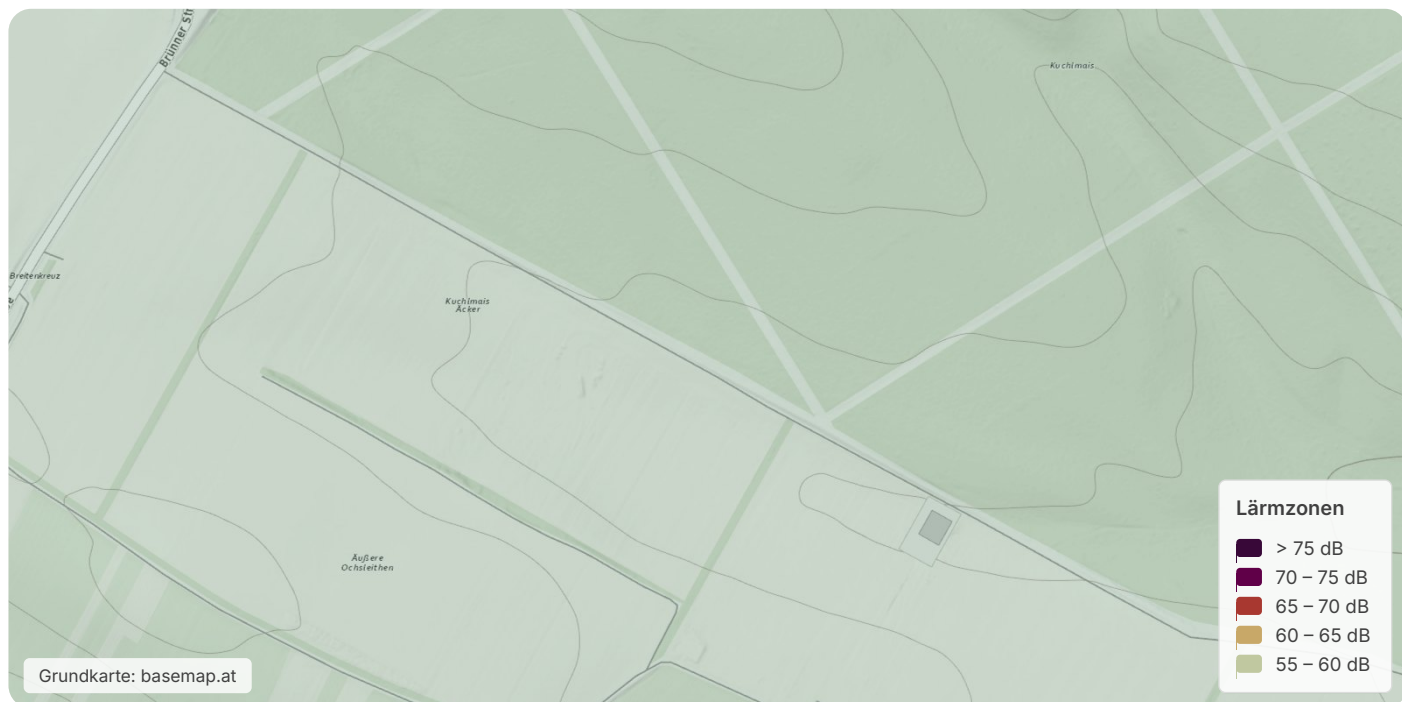 Brünner
Kuchlmais
Breitenkreuz
Kuchlmais
Äcker
Äußere
Ochsleithen
Lärmzonen
> 75 dB
70 – 75 dB
65 – 70 dB
60 – 65 dB
55 – 60 dB
Grundkarte: basemap.at